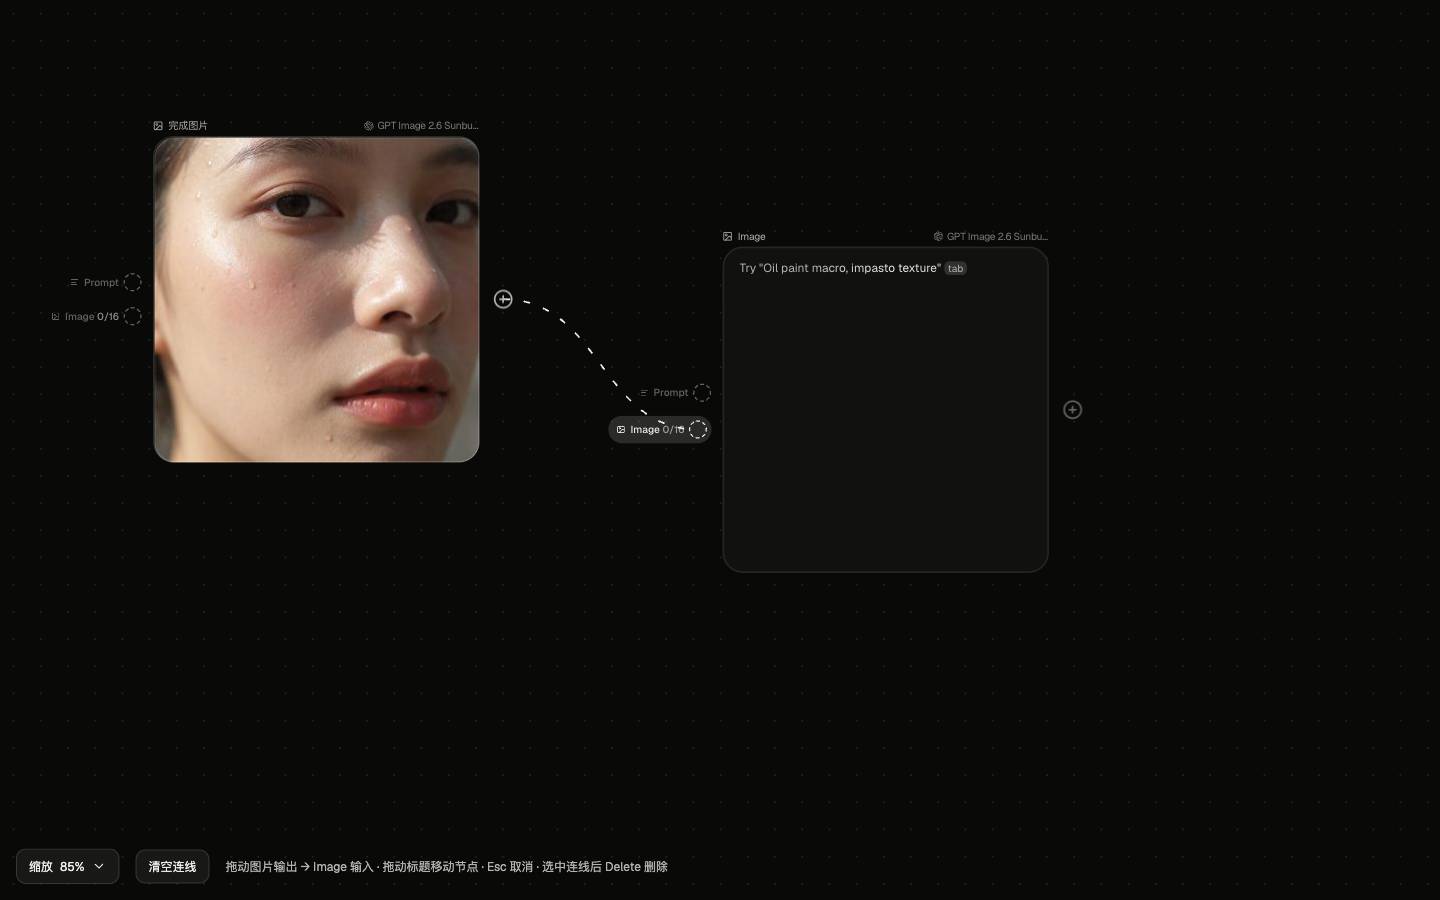 完成图片
GPT Image 2.6 Sunbu...
Prompt
Image 0/16
Image
GPT Image 2.6 Sunbu...
Try "Oil paint macro, impasto texture" tab
Prompt
Image 0/16
缩放 85%
清空连线
拖动图片输出 → Image 输入 · 拖动标题移动节点 · Esc 取消 · 选中连线后 Delete 删除